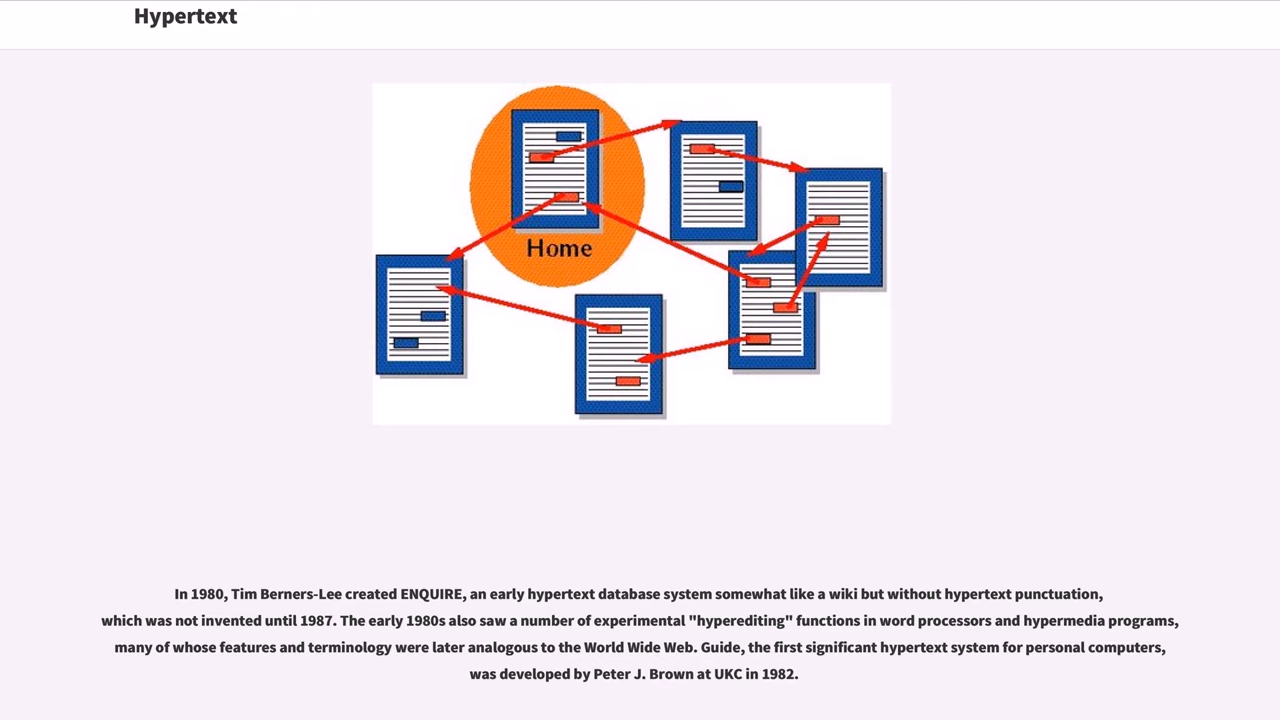 Hypertext
Home
In 1980, Tim Berners-Lee created ENQUIRE, an early hypertext database system somewhat like a wiki but without hypertext punctuation,
which was not invented until 1987. The early 1980s also saw a number of experimental "hyperediting" functions in word processors and hypermedia programs,
many of whose features and terminology were later analogous to the World Wide Web. Guide, the first significant hypertext system for personal computers,
was developed by Peter J. Brown at UKC in 1982.